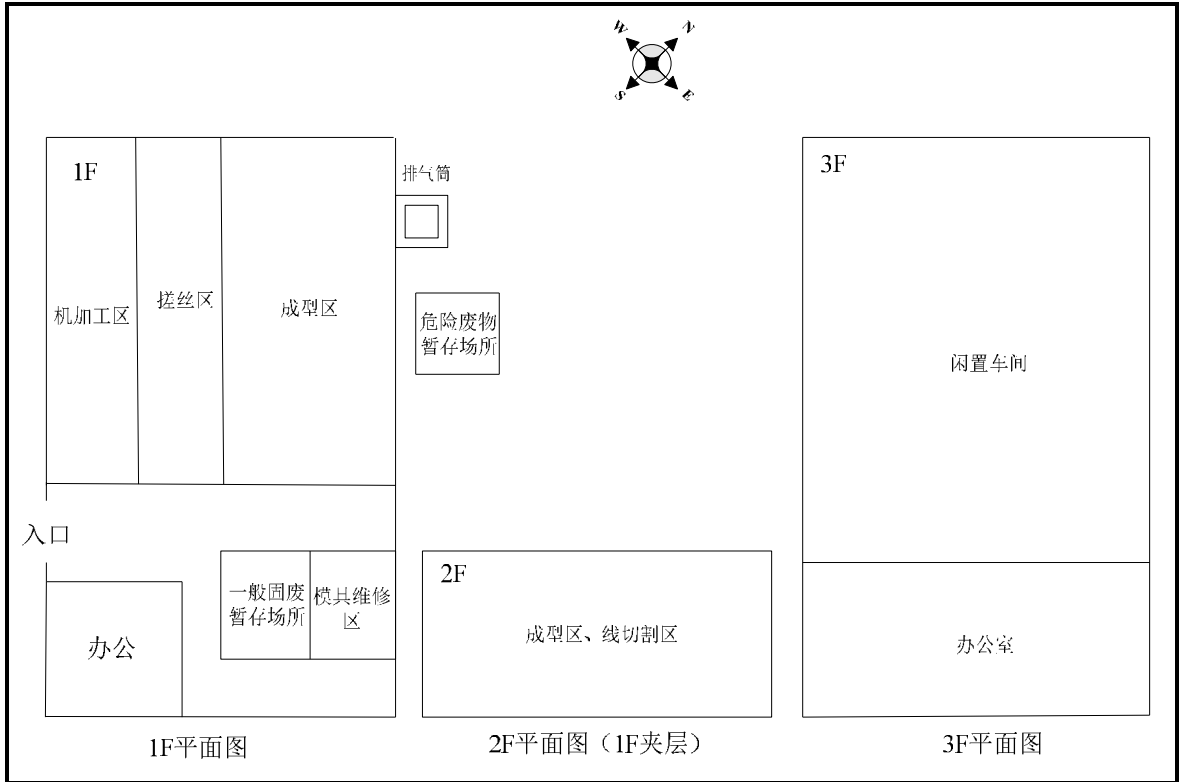 W
N
S
E
1F
排气筒
机加工区
搓丝区
成型区
危险废物
暂存场所
入口
一般固废
暂存场所
模具维修
区
办公
1F平面图
2F
成型区、线切割区
2F平面图（1F夹层）
3F
闲置车间
办公室
3F平面图